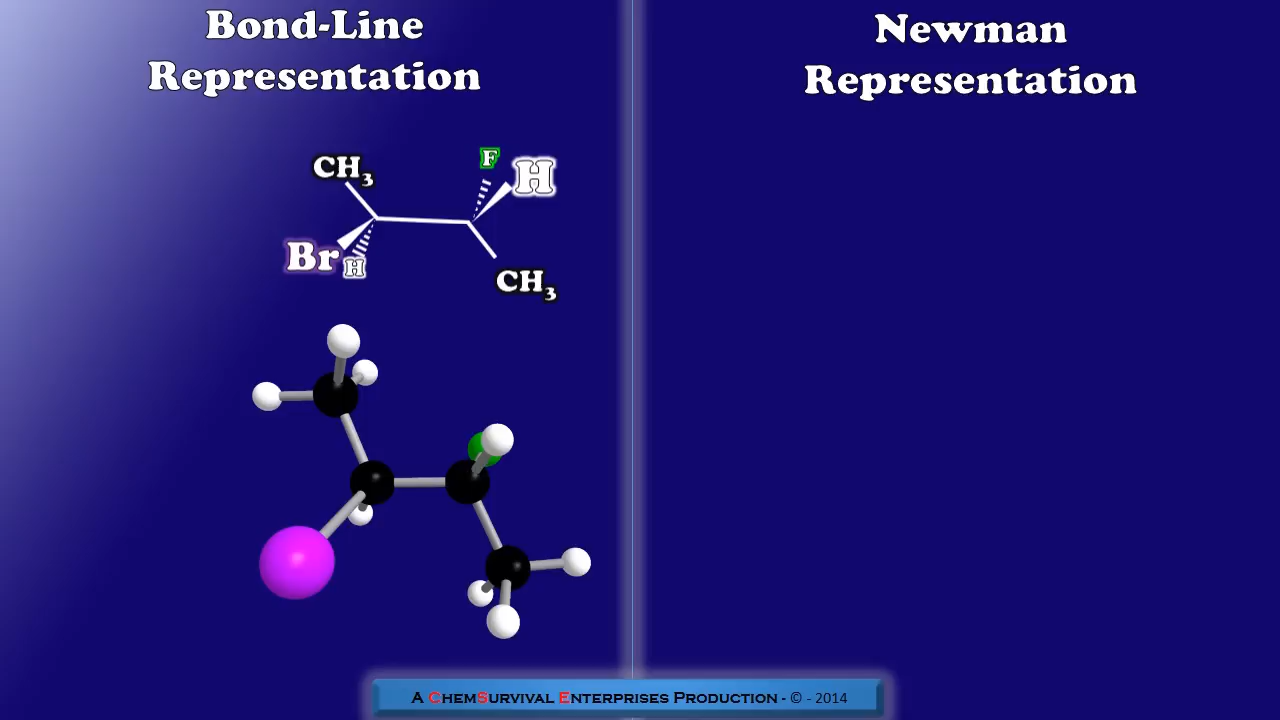 Bond-Line
Representation
Newman
Representation
CH3
F
H
Br
H
CH3
A ChemSurvival Enterprises Production - © - 2014